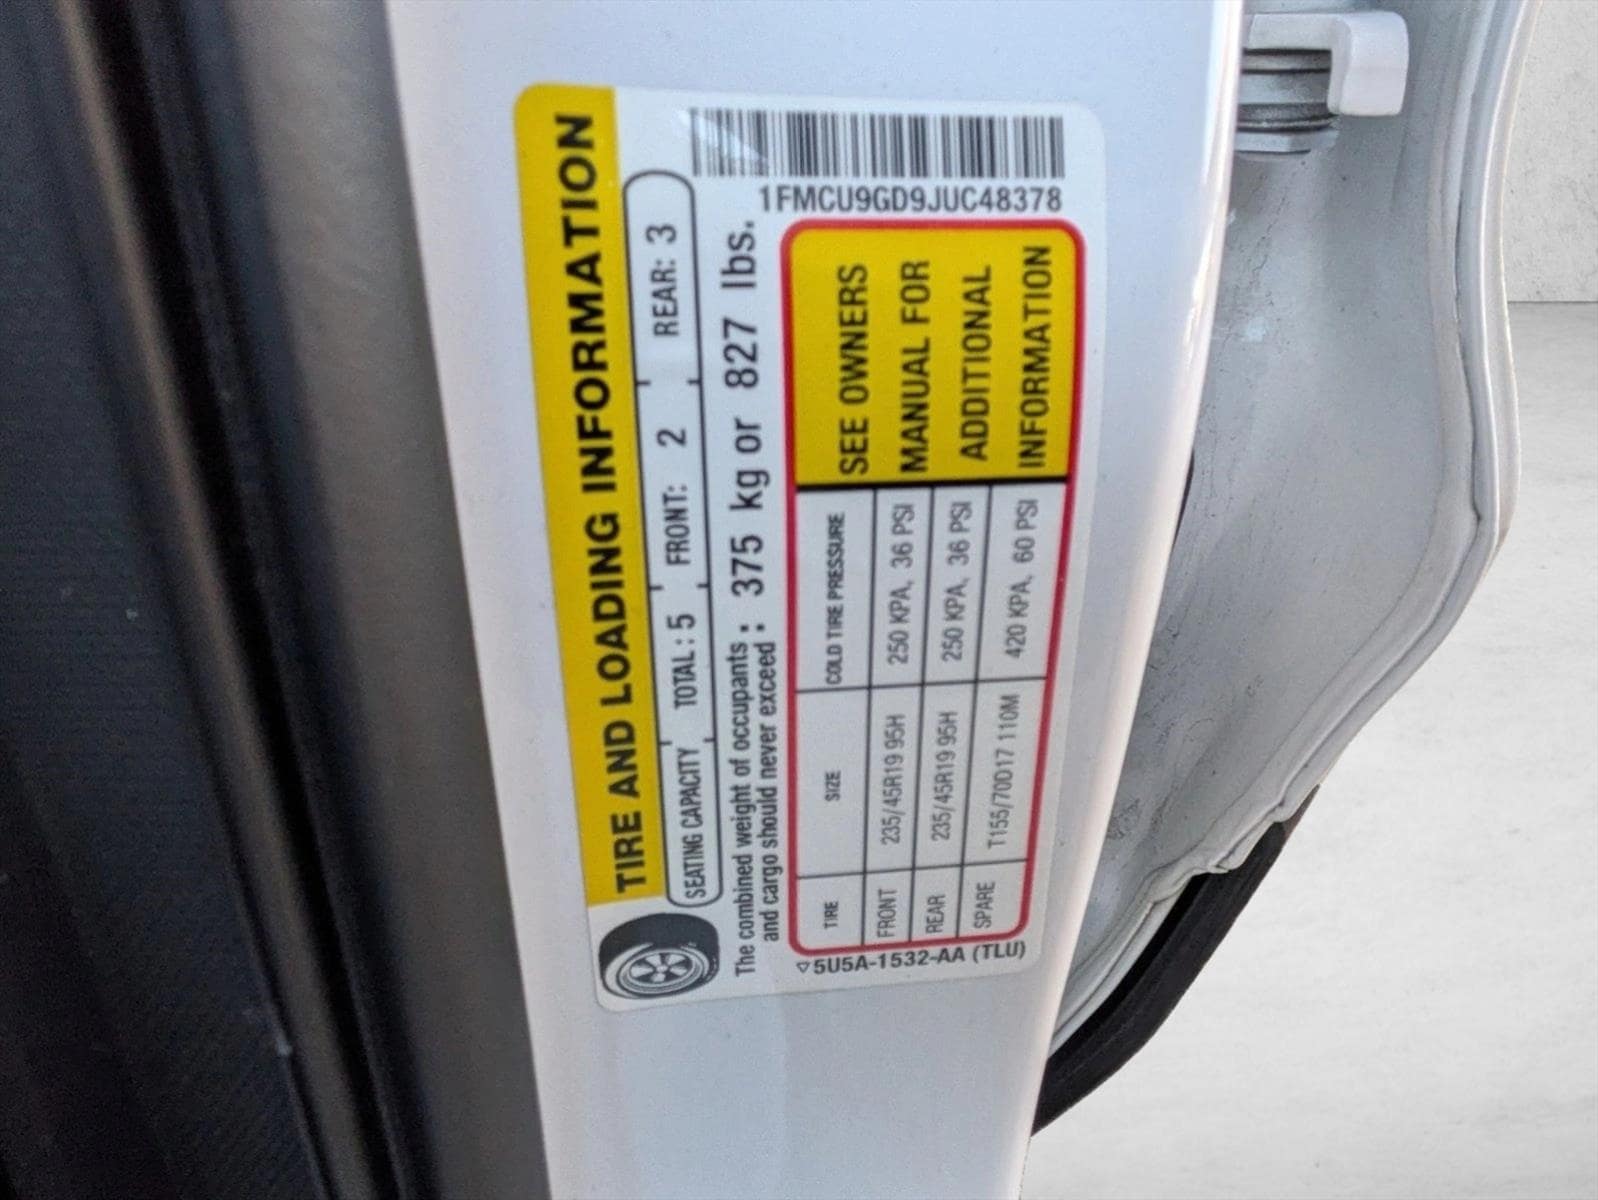 TIRE AND LOADING INFORMATION
SEATING CAPACITY TOTAL: 5 FRONT: 2 REAR: 3
The combined weight of occupants
and cargo should never exceed : 375 kg or 827 lbs.
1FMCU9GD9JUC48378
TIRE SIZE COLD TIRE PRESSURE
FRONT 235/45R19 95H 250 KPA, 36 PSI
REAR 235/45R19 95H 250 KPA, 36 PSI
SPARE T155/70D17 110M 420 KPA, 60 PSI
SEE OWNERS
MANUAL FOR
ADDITIONAL
INFORMATION
▽5U5A-1532-AA (TLU)